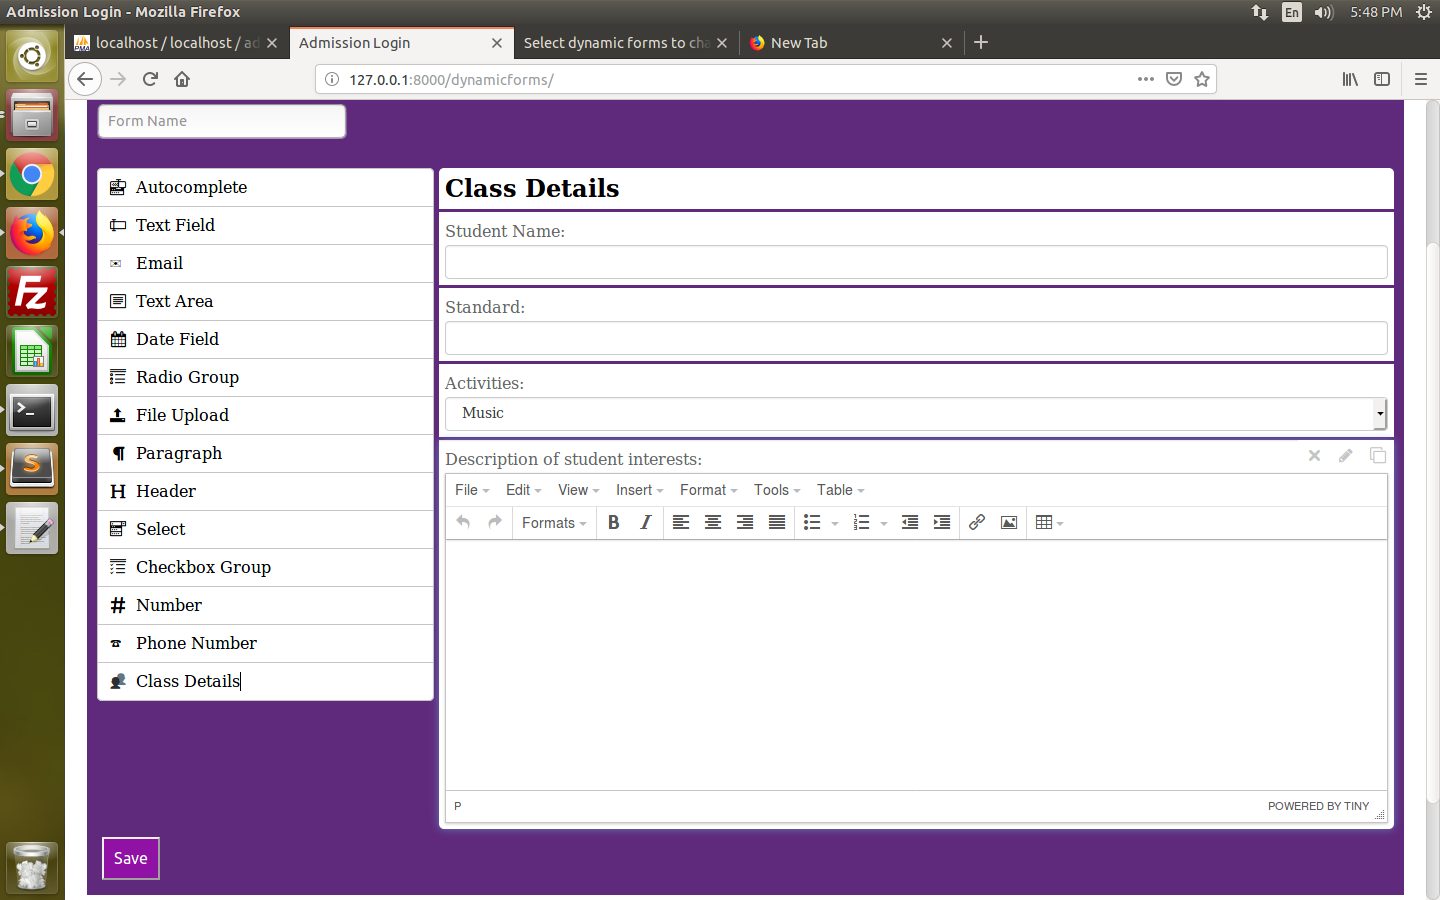 Admission Login - Mozilla Firefox
En
5:48 PM
PMA
localhost / localhost / ad
Admission Login
Select dynamic forms to cha
New Tab
127.0.0.1:8000/dynamicforms/
Form Name
Autocomplete
Text Field
Email
Text Area
Date Field
Radio Group
File Upload
Paragraph
Header
Select
Checkbox Group
Number
Phone Number
Class Details
Save
Class Details
Student Name:
Standard:
Activities:
Music
Description of student interests:
File Edit View Insert Format Tools Table
Formats B I
P
POWERED BY TINY